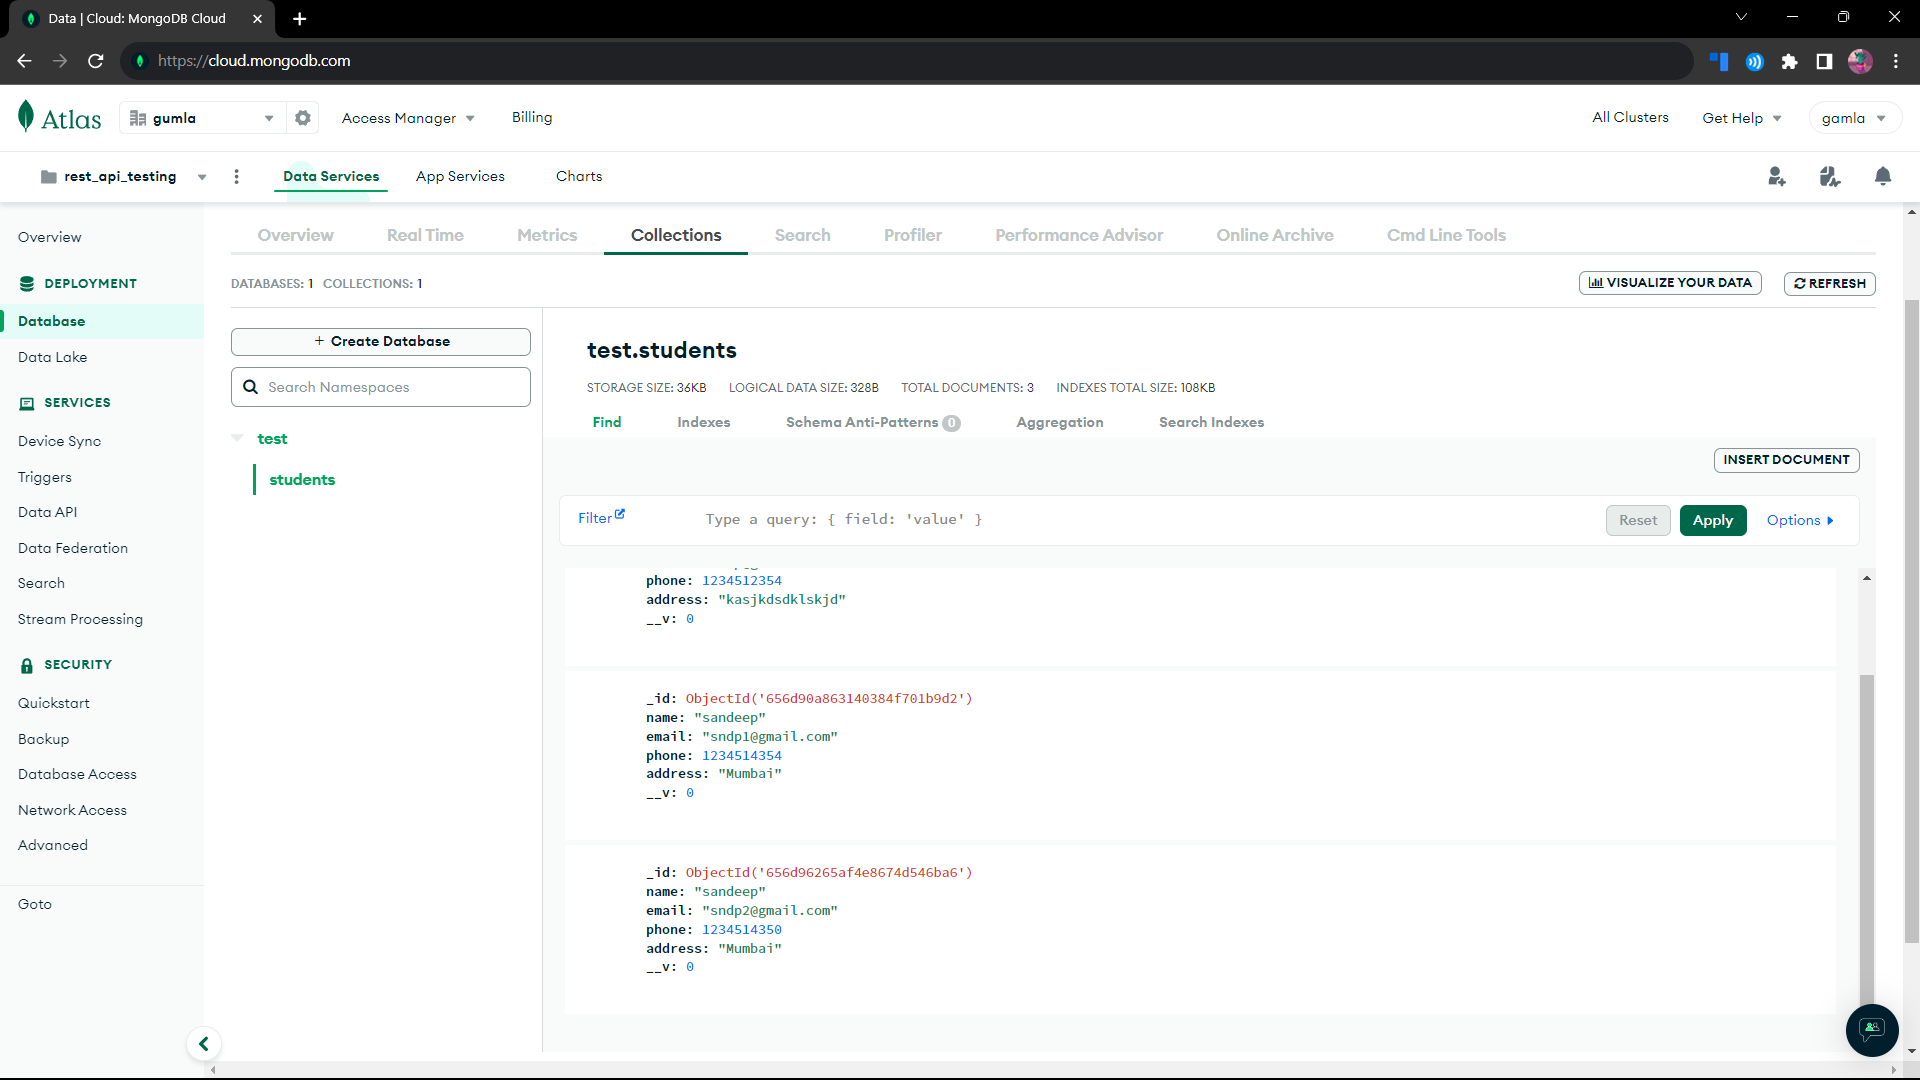 Data | Cloud: MongoDB Cloud
https://cloud.mongodb.com
Atlas
gumla
Access Manager
Billing
All Clusters
Get Help
gamla
rest_api_testing
Data Services
App Services
Charts
Overview
DEPLOYMENT
Database
Data Lake
SERVICES
Device Sync
Triggers
Data API
Data Federation
Search
Stream Processing
SECURITY
Quickstart
Backup
Database Access
Network Access
Advanced
Goto
Overview
Real Time
Metrics
Collections
Search
Profiler
Performance Advisor
Online Archive
Cmd Line Tools
DATABASES: 1 COLLECTIONS: 1
VISUALIZE YOUR DATA
REFRESH
+ Create Database
Search Namespaces
test
students
test.students
STORAGE SIZE: 36KB LOGICAL DATA SIZE: 328B TOTAL DOCUMENTS: 3 INDEXES TOTAL SIZE: 108KB
Find
Indexes
Schema Anti-Patterns 0
Aggregation
Search Indexes
INSERT DOCUMENT
Filter
Type a query: { field: 'value' }
Reset
Apply
Options
phone: 1234512354
address: "kasjkdsdklskjd"
__v: 0
_id: ObjectId('656d90a863140384f701b9d2')
name: "sandeep"
email: "sndp1@gmail.com"
phone: 1234514354
address: "Mumbai"
__v: 0
_id: ObjectId('656d96265af4e8674d546ba6')
name: "sandeep"
email: "sndp2@gmail.com"
phone: 1234514350
address: "Mumbai"
__v: 0